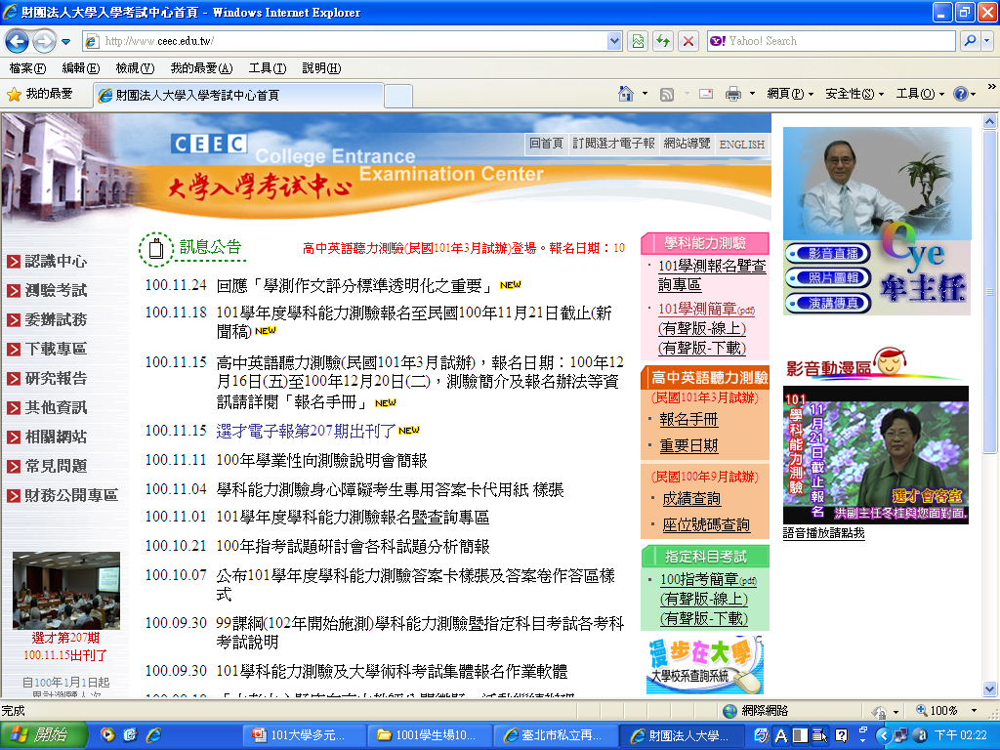 財團法人大學入學考試中心首頁 - Windows Internet Explorer
http://www.ceec.edu.tw/
Yahoo! Search
檔案(F) 編輯(E) 檢視(V) 我的最愛(A) 工具(T) 說明(H)
我的最愛 財團法人大學入學考試中心首頁 網頁(P) 安全性(S) 工具(O)
CEEC College Entrance Examination Center
大學入學考試中心
回首頁 訂閱選才電子報 網站導覽 ENGLISH
認識中心
測驗考試
委辦試務
下載專區
研究報告
其他資訊
相關網站
常見問題
財務公開專區
選才第207期
100.11.15出刊了
自100年1月1日起
訊息公告
高中英語聽力測驗(民國101年3月試辦)登場。報名日期：10
100.11.24 回應「學測作文評分標準透明化之重要」 NEW
100.11.18 101學年度學科能力測驗報名至民國100年11月21日截止(新
聞稿) NEW
100.11.15 高中英語聽力測驗(民國101年3月試辦)，報名日期：100年12
月16日(五)至100年12月20日(二)，測驗簡介及報名辦法等資
訊請詳閱「報名手冊」 NEW
100.11.15 選才電子報第207期出刊了 NEW
100.11.11 100年學業性向測驗說明會簡報
100.11.04 學科能力測驗身心障礙考生專用答案卡代用紙 樣張
100.11.01 101學年度學科能力測驗報名暨查詢專區
100.10.21 100年指考試題研討會各科試題分析簡報
100.10.07 公布101學年度學科能力測驗答案卡樣張及答案卷作答區樣
式
100.09.30 99課綱(102年開始施測)學科能力測驗暨指定科目考試各考科
考試說明
100.09.30 101學科能力測驗及大學術科考試集體報名作業軟體
學科能力測驗
101學測報名暨查
詢專區
101學測簡章(pdf)
(有聲版-線上)
(有聲版-下載)
高中英語聽力測驗
(民國101年3月試辦)
報名手冊
重要日期
(民國100年9月試辦)
成績查詢
座位號碼查詢
指定科目考試
100指考簡章(pdf)
(有聲版-線上)
(有聲版-下載)
漫步在大學
大學校系查詢系統
影音直播
照片圖輯
演講傳真
eye
牟主任
影音動漫區
101
學科能力測驗
11月21日截止報名
選才會客室
洪副主任冬桂與您面對面.
語音播放請點我
完成 網際網路 100%
開始 101大學多元... 1001學生場10... 臺北市私立再... 財團法人大學... 下午 02:22